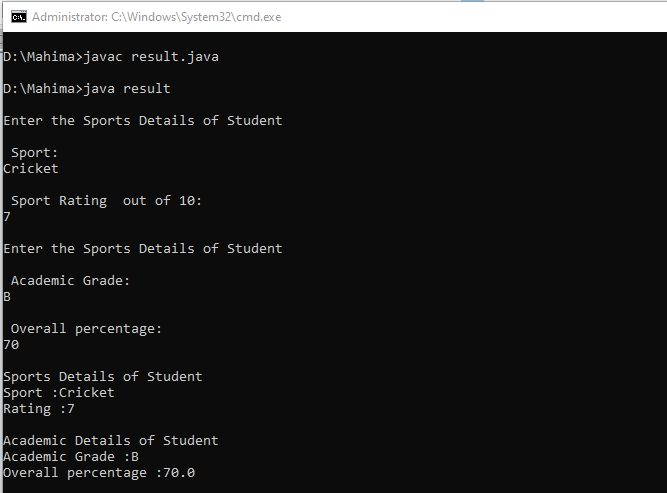 Administrator: C:\Windows\System32\cmd.exe
D:\Mahima>javac result.java
D:\Mahima>java result
Enter the Sports Details of Student
Sport:
Cricket
Sport Rating  out of 10:
7
Enter the Sports Details of Student
Academic Grade:
B
Overall percentage:
70
Sports Details of Student
Sport :Cricket
Rating :7
Academic Details of Student
Academic Grade :B
Overall percentage :70.0